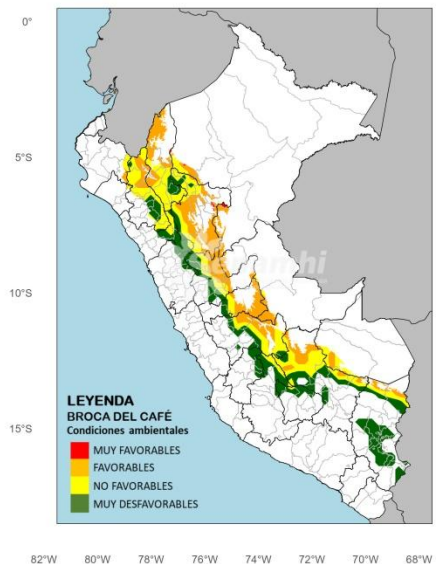 0°
5°S
10°S
15°S
senamhi
LEYENDA
BROCA DEL CAFÉ
Condiciones ambientales
MUY FAVORABLES
FAVORABLES
NO FAVORABLES
MUY DESFAVORABLES
82°W 80°W 78°W 76°W 74°W 72°W 70°W 68°W